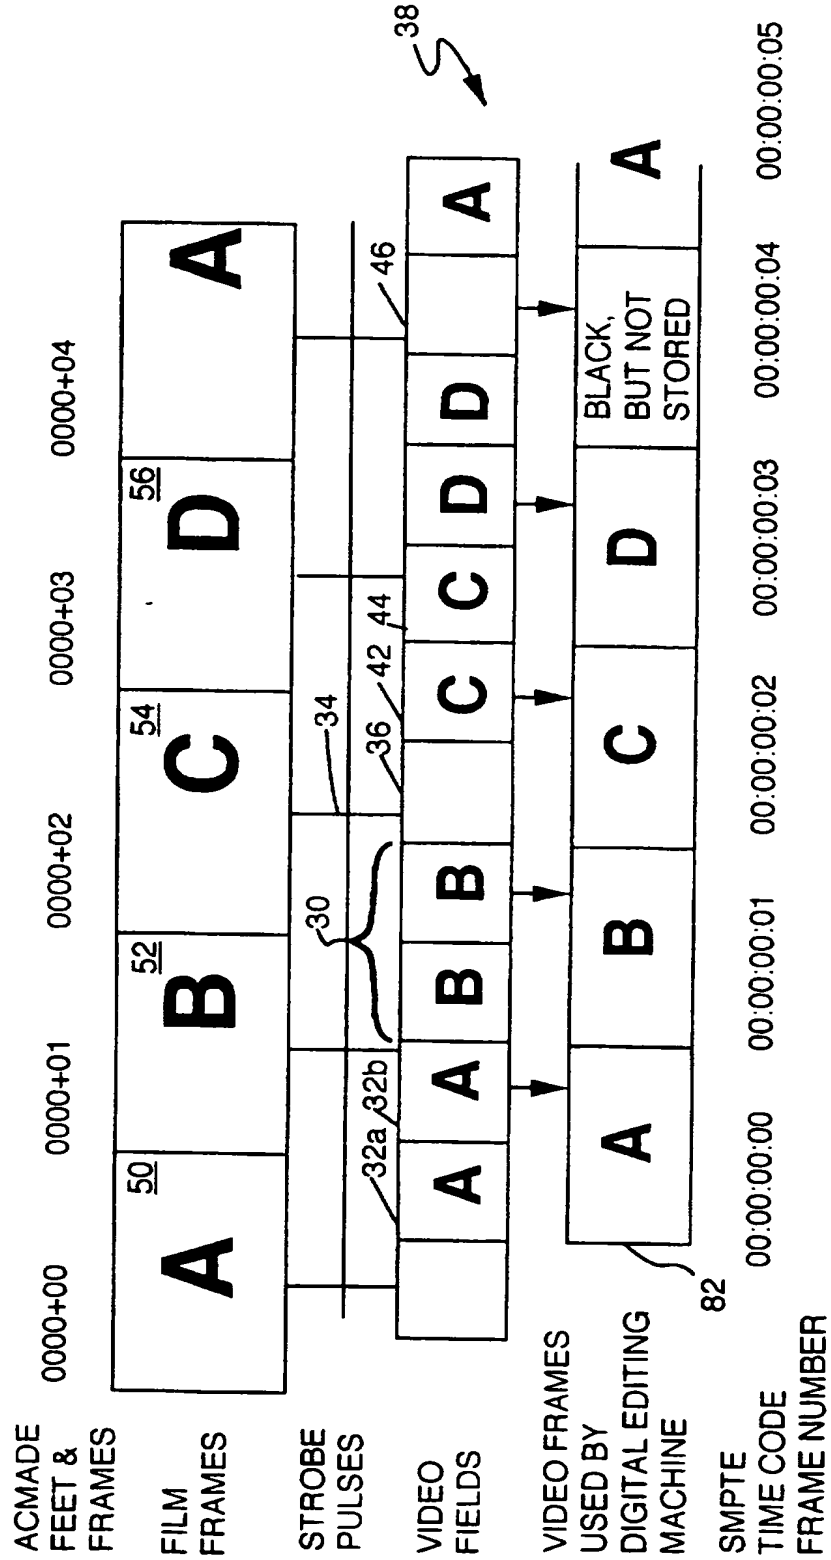 ACMADE
FEET &
FRAMES
0000+00
0000+01
0000+02
0000+03
0000+04
FILM
FRAMES
A
50
B
52
C
54
D
56
A
STROBE
PULSES
30
34
VIDEO
FIELDS
32a
32b
36
42
44
46
38
A
A
B
B
C
C
D
D
A
VIDEO FRAMES
USED BY
DIGITAL EDITING
MACHINE
82
A
B
C
D
BLACK,
BUT NOT
STORED
A
SMPTE
TIME CODE
FRAME NUMBER
00:00:00:00
00:00:00:01
00:00:00:02
00:00:00:03
00:00:00:04
00:00:00:05